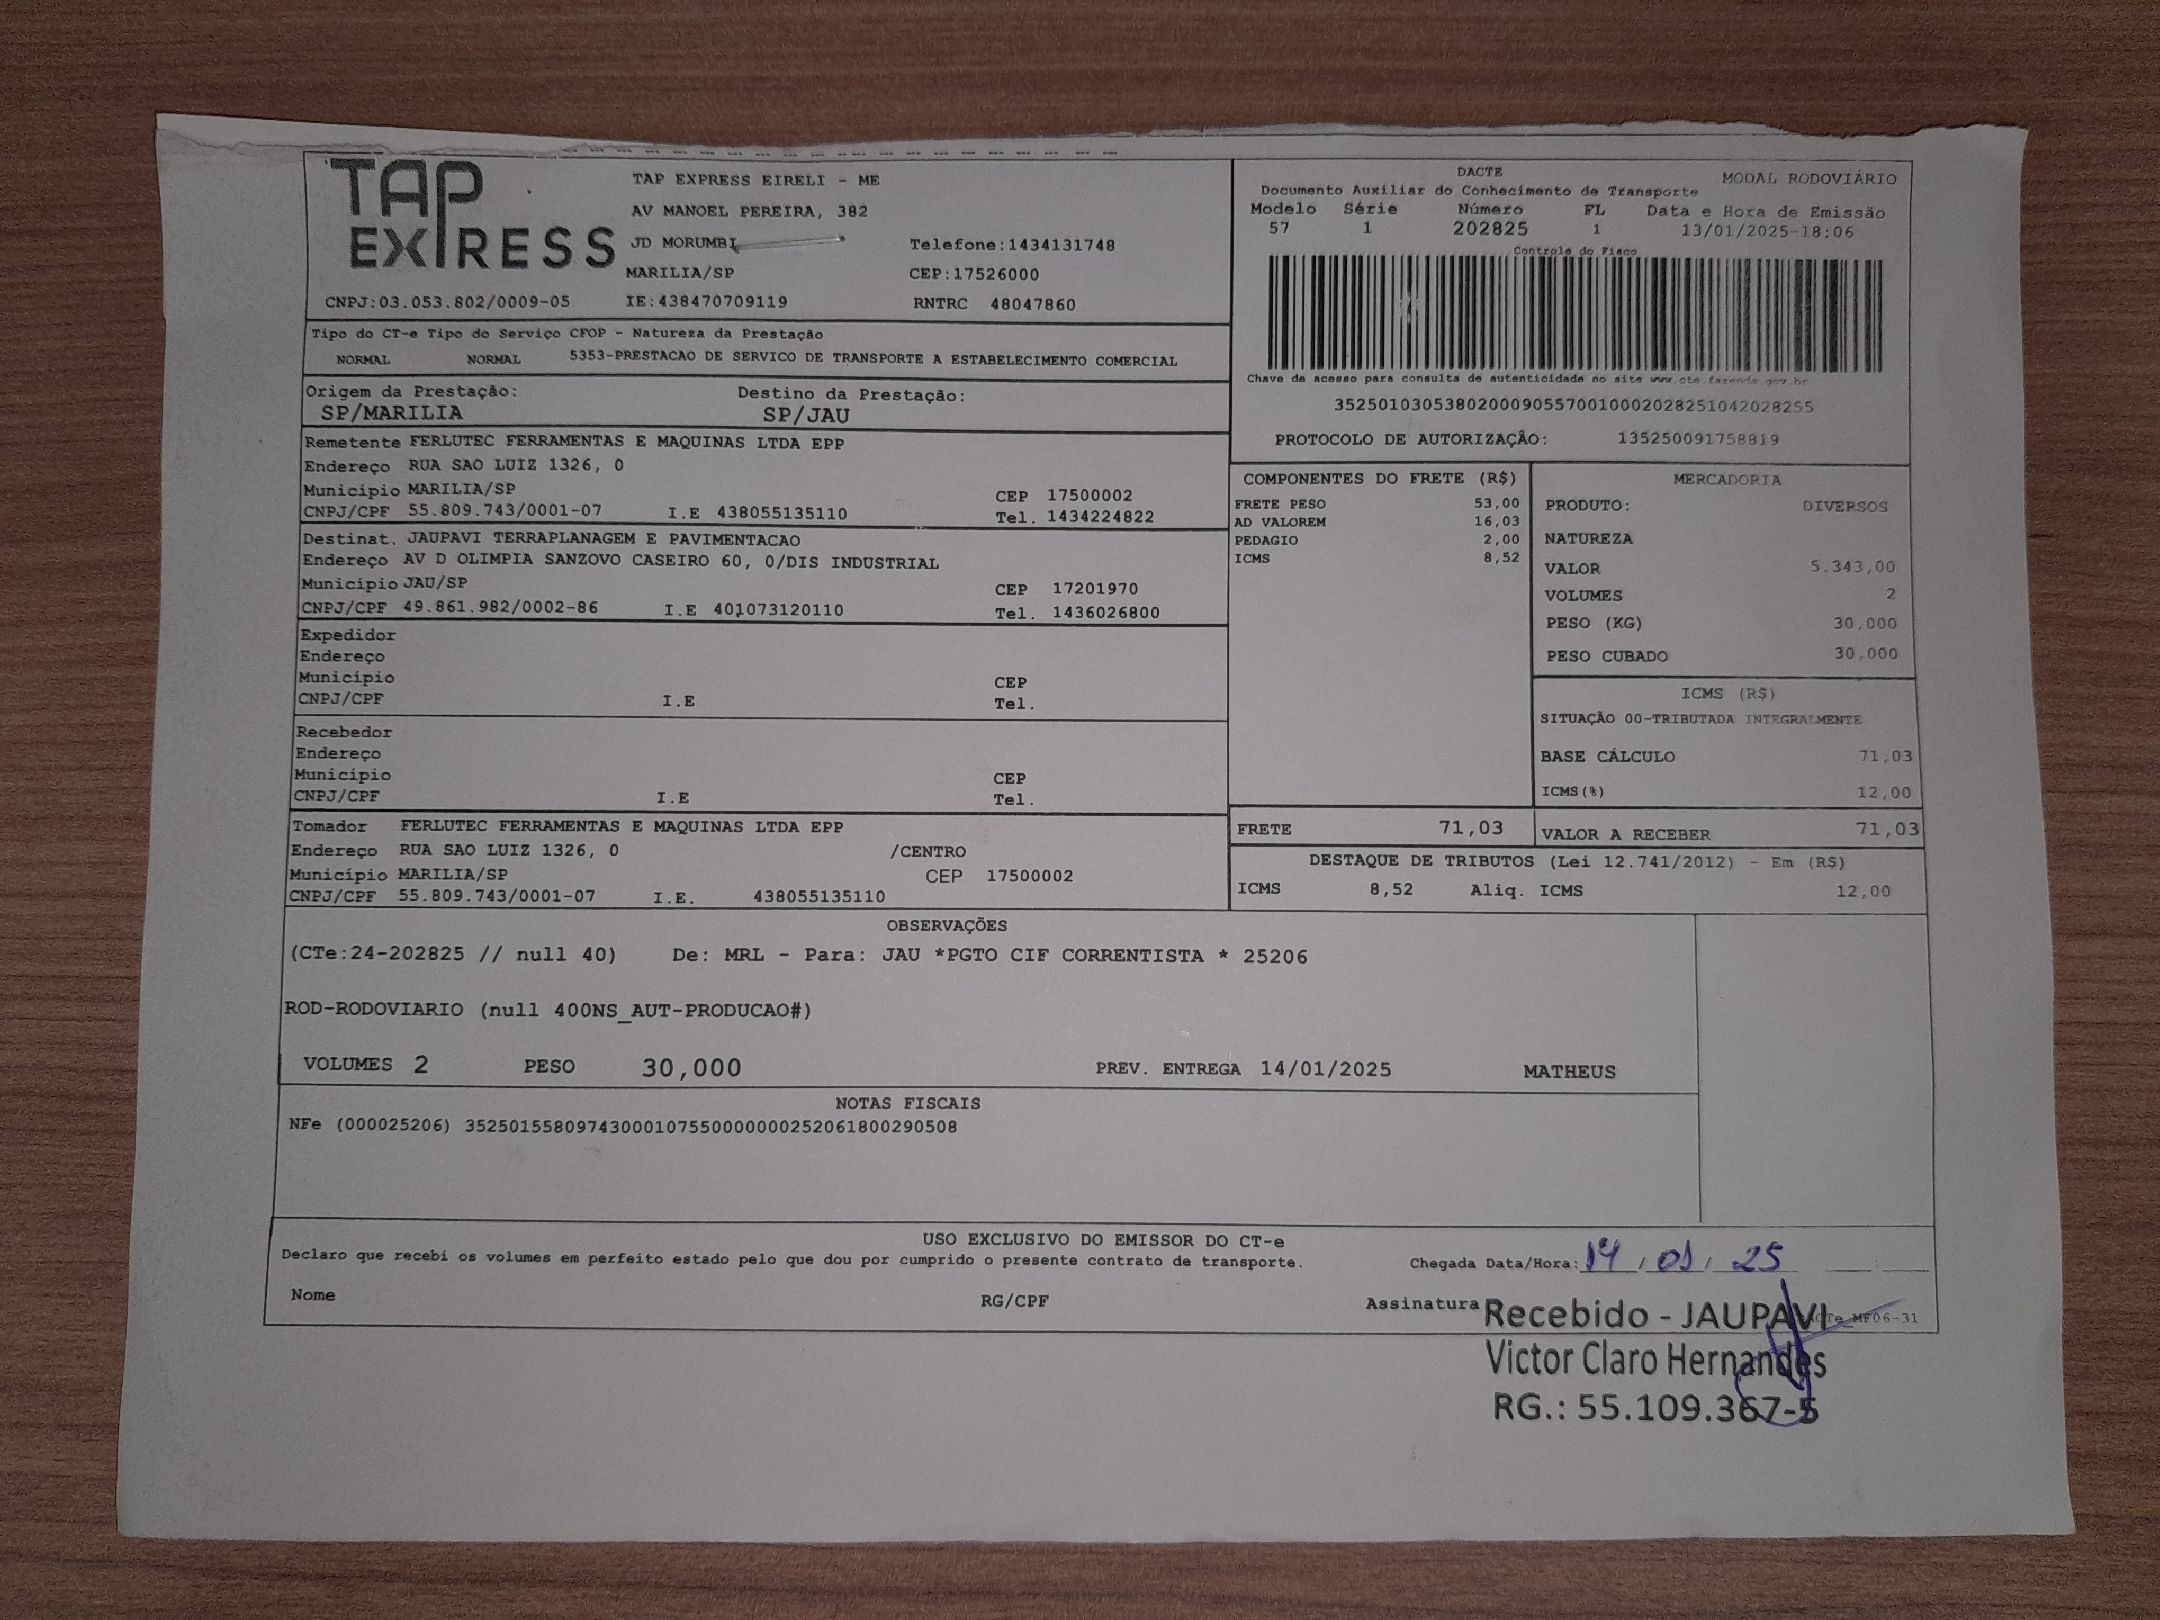 TAP EXPRESS
TAP EXPRESS EIRELI - ME
AV MANOEL PEREIRA, 382
JD MORUMBI Telefone:1434131748
MARILIA/SP CEP:17526000
CNPJ:03.053.802/0009-05 IE:438470709119 RNTRC 48047860
DACTE
MODAL RODOVIÁRIO
Documento Auxiliar do Conhecimento de Transporte
Modelo Série Número FL Data e Hora de Emissão
57 1 202825 1 13/01/2025-18:06
Controle do Fisco
Chave de acesso para consulta de autenticidade no site www.cte.fazenda.gov.br
35250103053802000905570010002028251042028255
PROTOCOLO DE AUTORIZAÇÃO: 135250091758819
Tipo do CT-e Tipo do Serviço CFOP - Natureza da Prestação
NORMAL NORMAL 5353-PRESTACAO DE SERVICO DE TRANSPORTE A ESTABELECIMENTO COMERCIAL
Origem da Prestação: Destino da Prestação:
SP/MARILIA SP/JAU
Remetente FERLUTEC FERRAMENTAS E MAQUINAS LTDA EPP
Endereço RUA SAO LUIZ 1326, 0
Município MARILIA/SP CEP 17500002
CNPJ/CPF 55.809.743/0001-07 I.E 438055135110 Tel. 1434224822
Destinat. JAUPAVI TERRAPLANAGEM E PAVIMENTACAO
Endereço AV D OLIMPIA SANZOVO CASEIRO 60, 0/DIS INDUSTRIAL
Município JAU/SP CEP 17201970
CNPJ/CPF 49.861.982/0002-86 I.E 401073120110 Tel. 1436026800
Expedidor
Endereço
Município CEP
CNPJ/CPF I.E Tel.
Recebedor
Endereço
Município CEP
CNPJ/CPF I.E Tel.
Tomador FERLUTEC FERRAMENTAS E MAQUINAS LTDA EPP
Endereço RUA SAO LUIZ 1326, 0 /CENTRO
Município MARILIA/SP CEP 17500002
CNPJ/CPF 55.809.743/0001-07 I.E. 438055135110
COMPONENTES DO FRETE (R$)
FRETE PESO 53,00
AD VALOREM 16,03
PEDAGIO 2,00
ICMS 8,52
MERCADORIA
PRODUTO: DIVERSOS
NATUREZA
VALOR 5.343,00
VOLUMES 2
PESO (KG) 30,000
PESO CUBADO 30,000
ICMS (R$)
SITUAÇÃO 00-TRIBUTADA INTEGRALMENTE
BASE CÁLCULO 71,03
ICMS(%) 12,00
FRETE 71,03 VALOR A RECEBER 71,03
DESTAQUE DE TRIBUTOS (Lei 12.741/2012) - Em (R$)
ICMS 8,52 Aliq. ICMS 12,00
OBSERVAÇÕES
(CTe:24-202825 // null 40) De: MRL - Para: JAU *PGTO CIF CORRENTISTA * 25206
ROD-RODOVIARIO (null 400NS_AUT-PRODUCAO#)
VOLUMES 2 PESO 30,000 PREV. ENTREGA 14/01/2025 MATHEUS
NOTAS FISCAIS
NFe (000025206) 35250155809743000107550000000252061800290508
USO EXCLUSIVO DO EMISSOR DO CT-e
Declaro que recebi os volumes em perfeito estado pelo que dou por cumprido o presente contrato de transporte.
Chegada Data/Hora: 14/01/25
Nome RG/CPF Assinatura
Recebido - JAUPAVI
Victor Claro Hernandes
RG.: 55.109.367-5